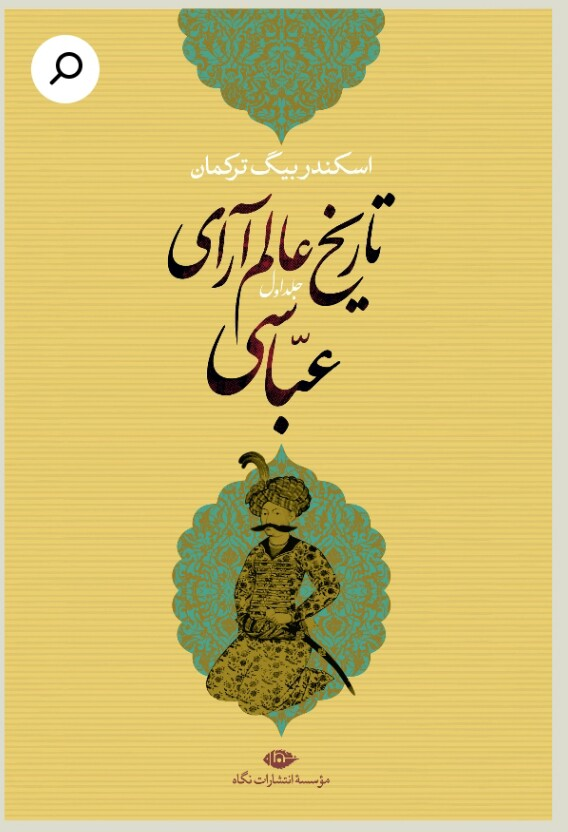 اسکندر بیگ ترکمان
تاریخ عالم آرای
جلد اول
عبّاسی
مؤسسهٔ انتشارات نگاه